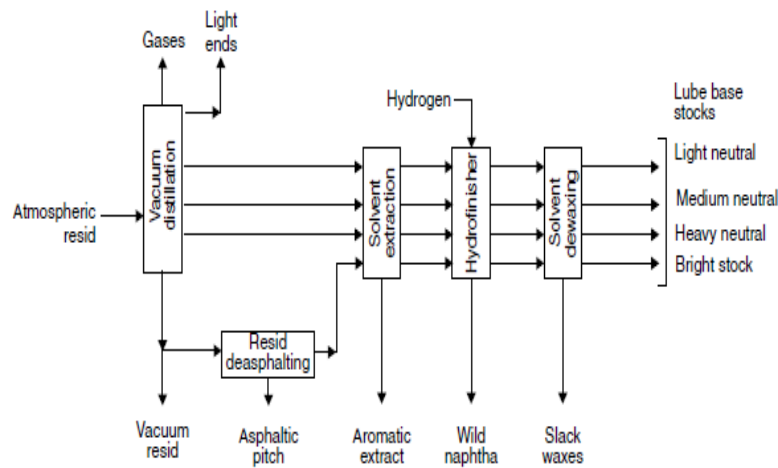 Gases
Light
ends
Hydrogen
Lube base
stocks
Vacuum
distillation
Solvent
extraction
Hydrofinisher
Solvent
dewaxing
Light neutral
Medium neutral
Heavy neutral
Bright stock
Atmospheric
resid
Resid
deasphalting
Vacuum
resid
Asphaltic
pitch
Aromatic
extract
Wild
naphtha
Slack
waxes